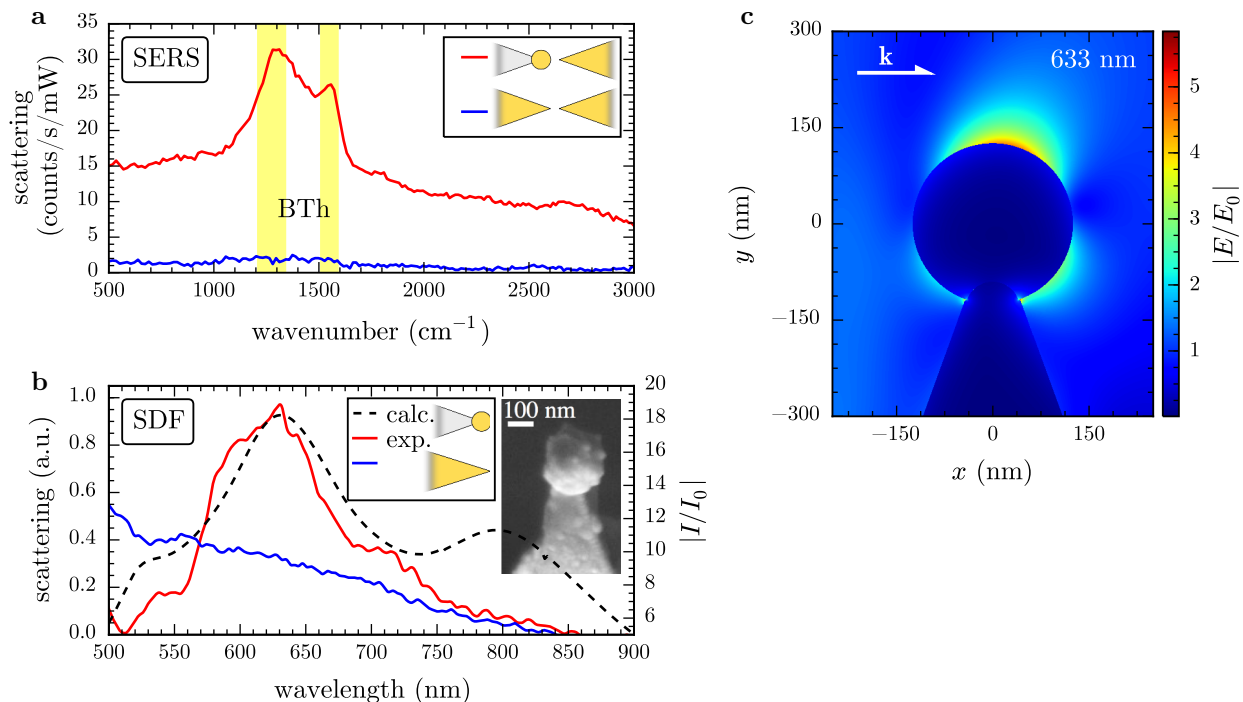 a
SERS
scattering
(counts/s/mW)
35
30
25
20
15
10
5
0
BTh
500
1000
1500
2000
2500
3000
wavenumber (cm⁻¹)
b
SDF
scattering (a.u.)
1.0
0.8
0.6
0.4
0.2
0.0
calc.
exp.
100 nm
20
18
16
14
12
10
8
6
|I/I₀|
500
550
600
650
700
750
800
850
900
wavelength (nm)
c
k
633 nm
300
150
0
−150
−300
y (nm)
−150
0
150
x (nm)
5
4
3
2
1
|E/E₀|